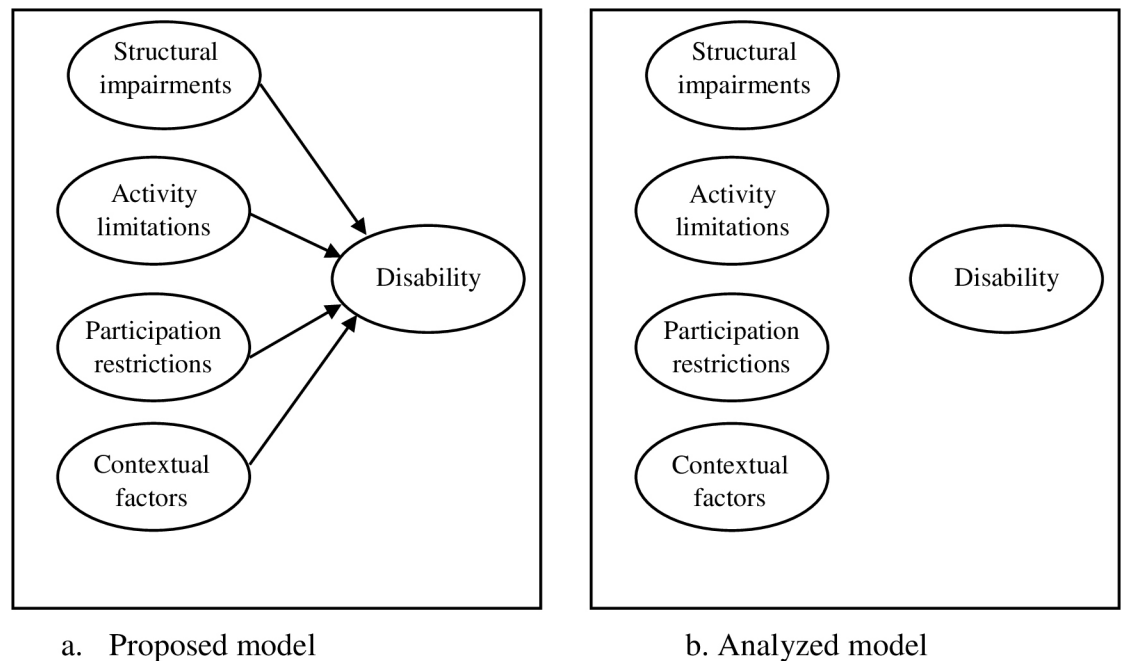 Structural
impairments
Activity
limitations
Participation
restrictions
Contextual
factors
Disability
a. Proposed model
Structural
impairments
Activity
limitations
Participation
restrictions
Contextual
factors
Disability
b. Analyzed model